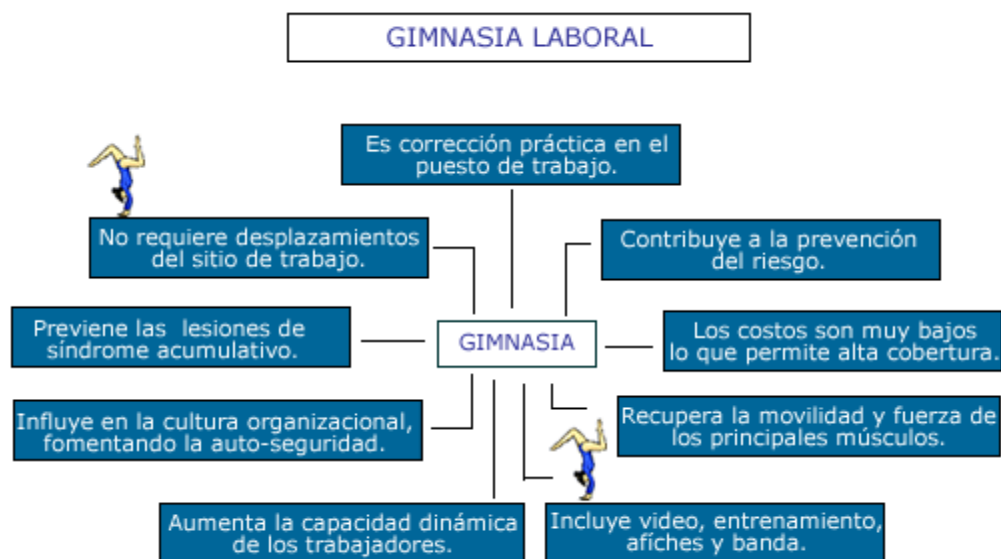 GIMNASIA LABORAL
Es corrección práctica en el
puesto de trabajo.
No requiere desplazamientos
del sitio de trabajo.
Contribuye a la prevención
del riesgo.
Previene las lesiones de
síndrome acumulativo.
GIMNASIA
Los costos son muy bajos
lo que permite alta cobertura.
Influye en la cultura organizacional,
fomentando la auto-seguridad.
Recupera la movilidad y fuerza de
los principales músculos.
Aumenta la capacidad dinámica
de los trabajadores.
Incluye video, entrenamiento,
afíches y banda.